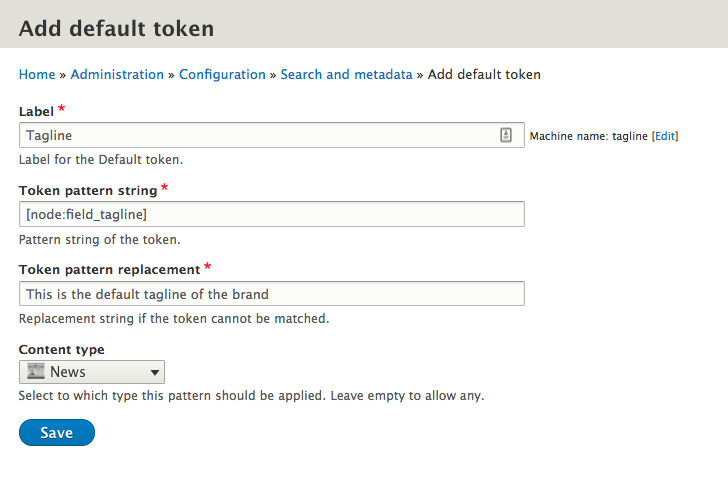 Add default token
Home » Administration » Configuration » Search and metadata » Add default token
Label *
Tagline
Machine name: tagline [Edit]
Label for the Default token.
Token pattern string *
[node:field_tagline]
Pattern string of the token.
Token pattern replacement *
This is the default tagline of the brand
Replacement string if the token cannot be matched.
Content type
News
Select to which type this pattern should be applied. Leave empty to allow any.
Save